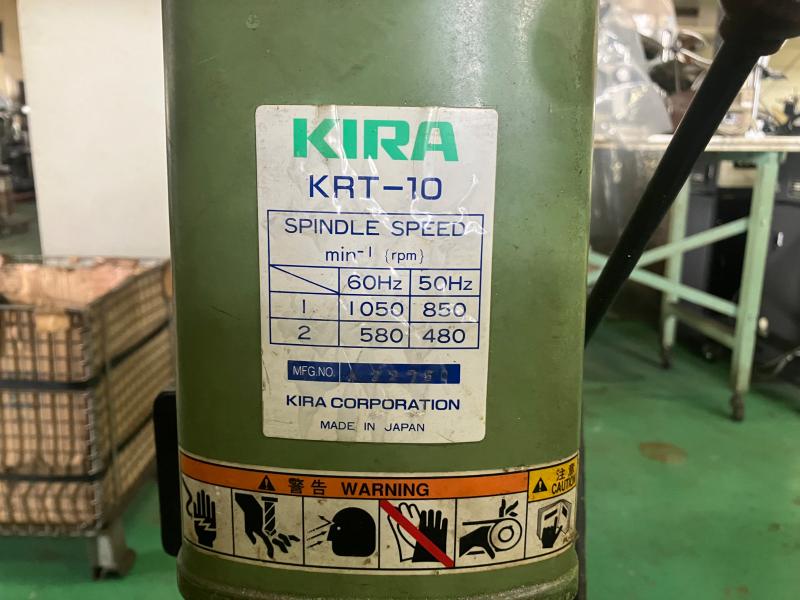 KIRA
KRT-10
SPINDLE SPEED
min-1 (rpm)
60Hz 50Hz
1 1050 850
2 580 480
MFG.NO.
KIRA CORPORATION
MADE IN JAPAN
警告 WARNING
注意
CAUTION